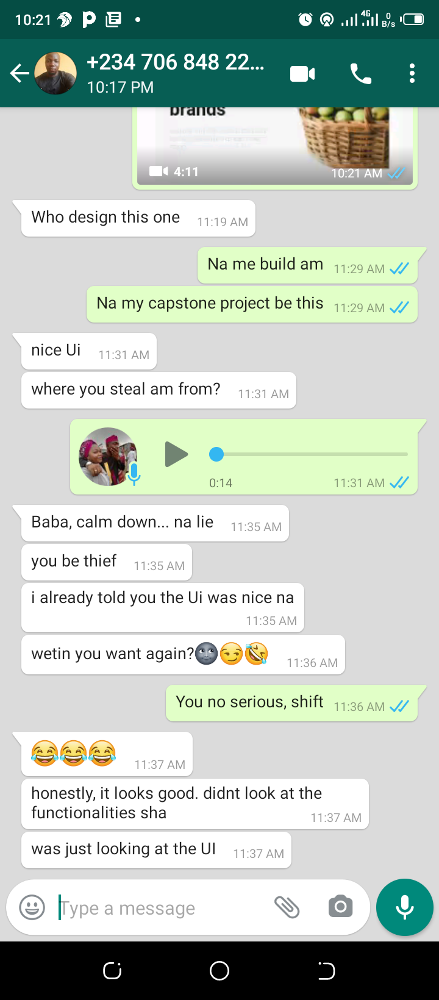 10:21
4G
0
B/s
+234 706 848 22...
10:17 PM
brands
4:11
10:21 AM
Who design this one 11:19 AM
Na me build am 11:29 AM
Na my capstone project be this 11:29 AM
nice Ui 11:31 AM
where you steal am from? 11:31 AM
0:14 11:31 AM
Baba, calm down... na lie 11:35 AM
you be thief 11:35 AM
i already told you the Ui was nice na
11:35 AM
wetin you want again?🌚😏🤣 11:36 AM
You no serious, shift 11:36 AM
😂😂😂 11:37 AM
honestly, it looks good. didnt look at the
functionalities sha 11:37 AM
was just looking at the UI 11:37 AM
Type a message